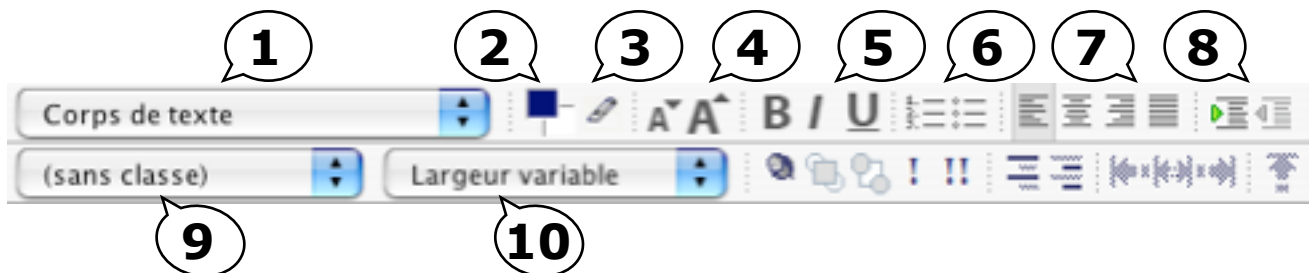 1 2 3 4 5 6 7 8
Corps de texte A A B I U
(sans classe) Largeur variable ! !!
9 10